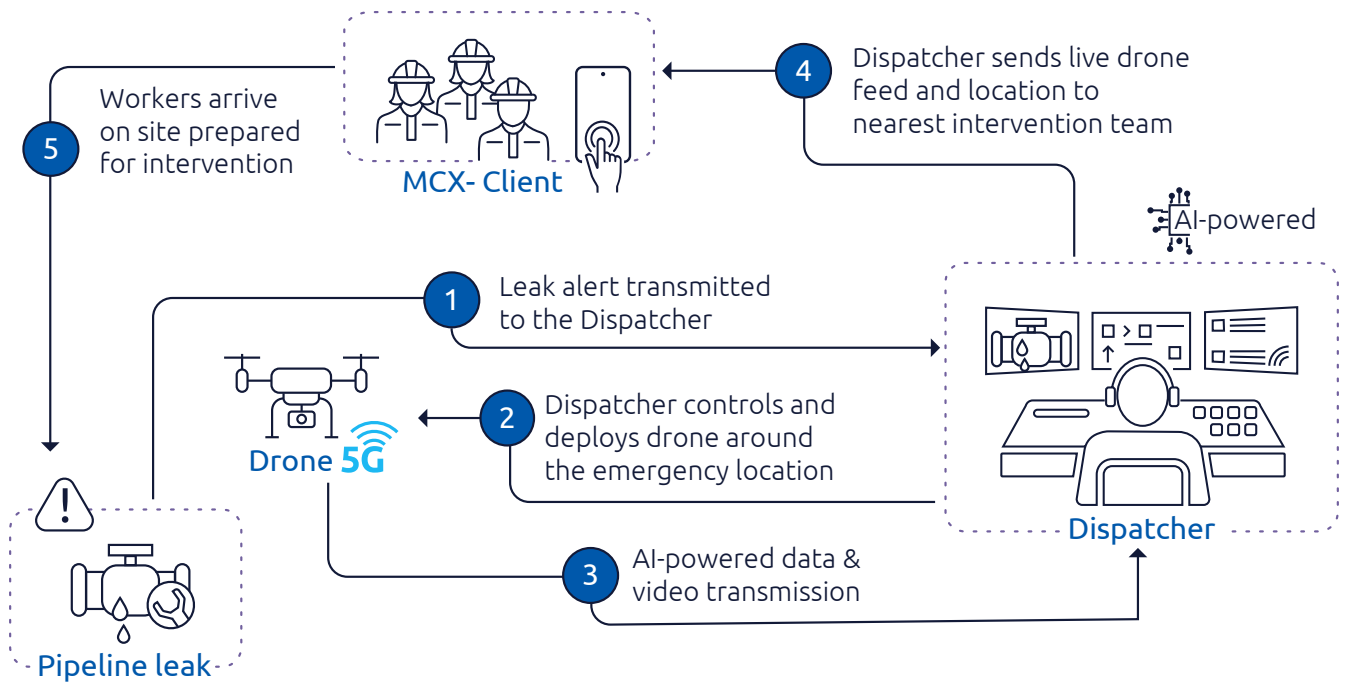 4
Dispatcher sends live drone
feed and location to
nearest intervention team
5
Workers arrive
on site prepared
for intervention
MCX- Client
AI-powered
1
Leak alert transmitted
to the Dispatcher
2
Dispatcher controls and
deploys drone around
the emergency location
Drone 5G
Dispatcher
3
AI-powered data &
video transmission
Pipeline leak